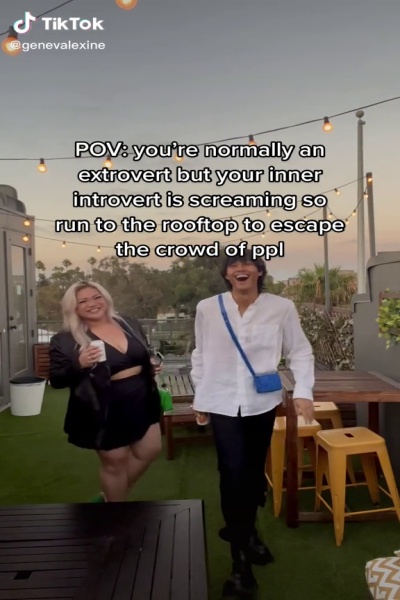 TikTok
@genevalexine
POV: you're normally an
extrovert but your inner
introvert is screaming so
run to the rooftop to escape
the crowd of ppl